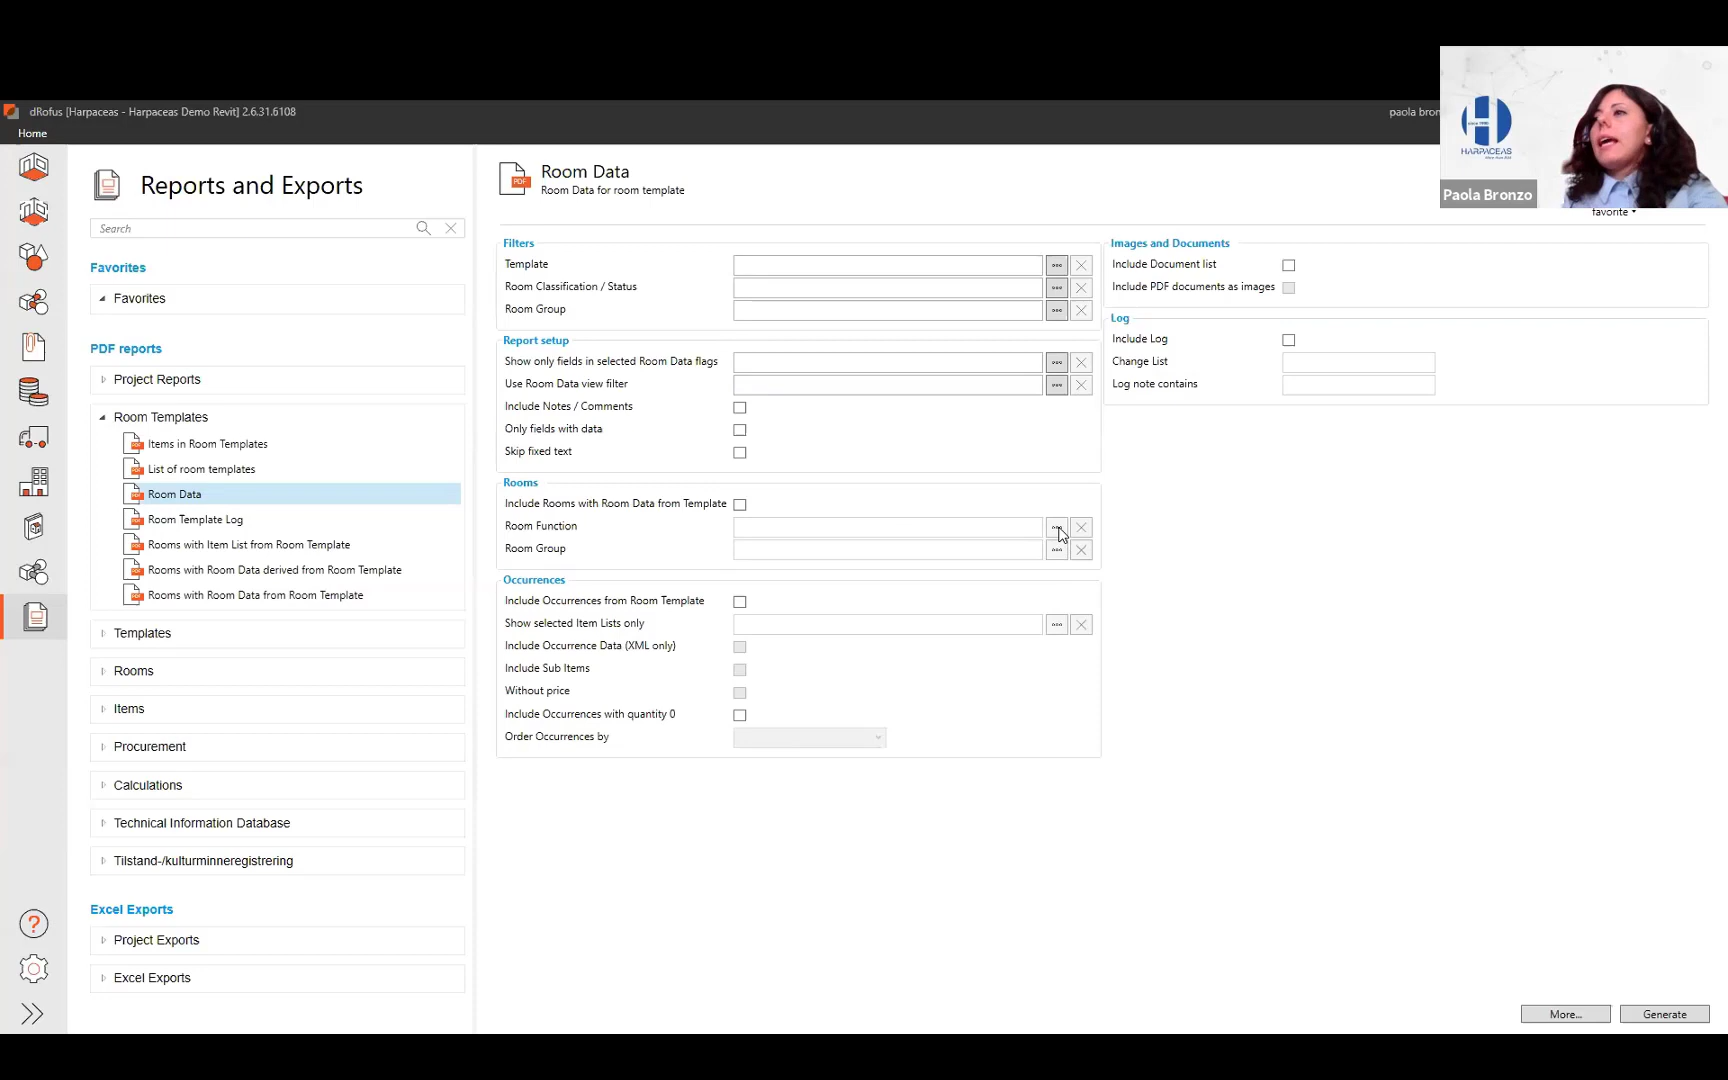 dRofus [Harpaceas - Harpaceas Demo Revit] 2.6.31.6108
paola bron
Home
HARPACEAS
Paola Bronzo
Reports and Exports
Search
Favorites
Favorites
PDF reports
Project Reports
Room Templates
Items in Room Templates
List of room templates
Room Data
Room Template Log
Rooms with Item List from Room Template
Rooms with Room Data derived from Room Template
Rooms with Room Data from Room Template
Templates
Rooms
Items
Procurement
Calculations
Technical Information Database
Tilstand-/kulturminneregistrering
Excel Exports
Project Exports
Excel Exports
Room Data
Room Data for room template
favorite
Filters
Template
Room Classification / Status
Room Group
Report setup
Show only fields in selected Room Data flags
Use Room Data view filter
Include Notes / Comments
Only fields with data
Skip fixed text
Rooms
Include Rooms with Room Data from Template
Room Function
Room Group
Occurrences
Include Occurrences from Room Template
Show selected Item Lists only
Include Occurrence Data (XML only)
Include Sub Items
Without price
Include Occurrences with quantity 0
Order Occurrences by
Images and Documents
Include Document list
Include PDF documents as images
Log
Include Log
Change List
Log note contains
More...
Generate